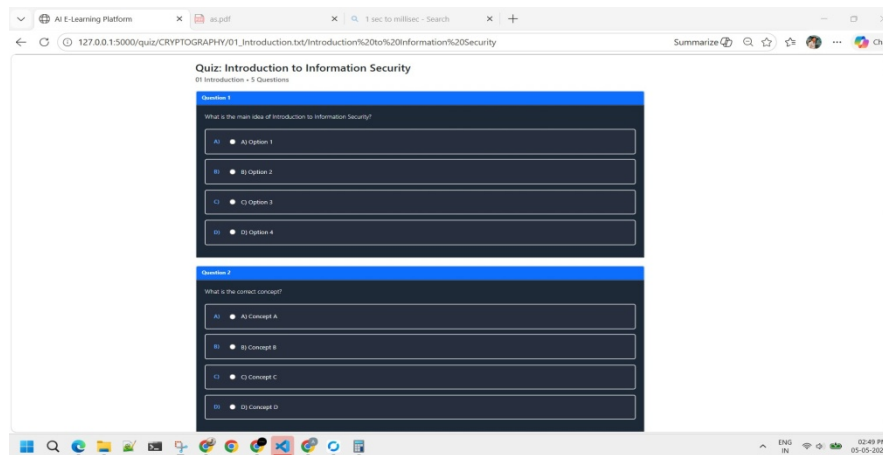 AI E-Learning Platform
as.pdf
1 sec to millisec - Search
127.0.0.1:5000/quiz/CRYPTOGRAPHY/01_Introduction.txt/Introduction%20to%20Information%20Security
Summarize
Quiz: Introduction to Information Security
01 Introduction • 5 Questions
Question 1
What is the main idea of Introduction to Information Security?
A) A) Option 1
B) B) Option 2
C) C) Option 3
D) D) Option 4
Question 2
What is the correct concept?
A) A) Concept A
B) B) Concept B
C) C) Concept C
D) D) Concept D
ENG
IN
02:49
05-05-202